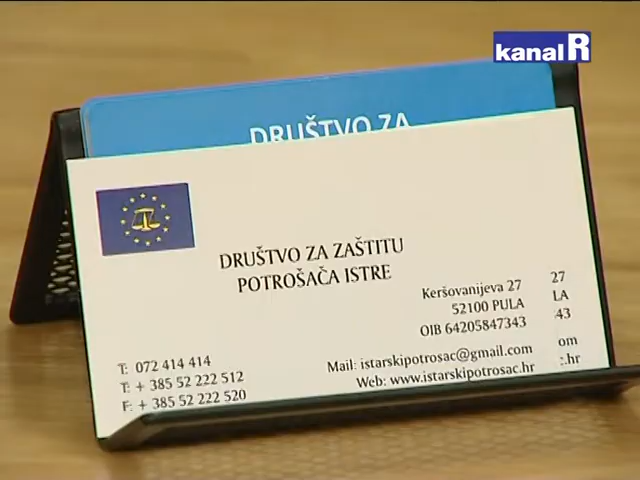 kanal R
DRUŠTVO ZA
DRUŠTVO ZA ZAŠTITU
POTROŠAČA ISTRE
Keršovanijeva 27
52100 PULA
OIB 64205847343
27
LA
43
T: 072 414 414
T: + 385 52 222 512
F: + 385 52 222 520
Mail: istarskipotrosac@gmail.com
Web: www.istarskipotrosac.hr
om
:.hr